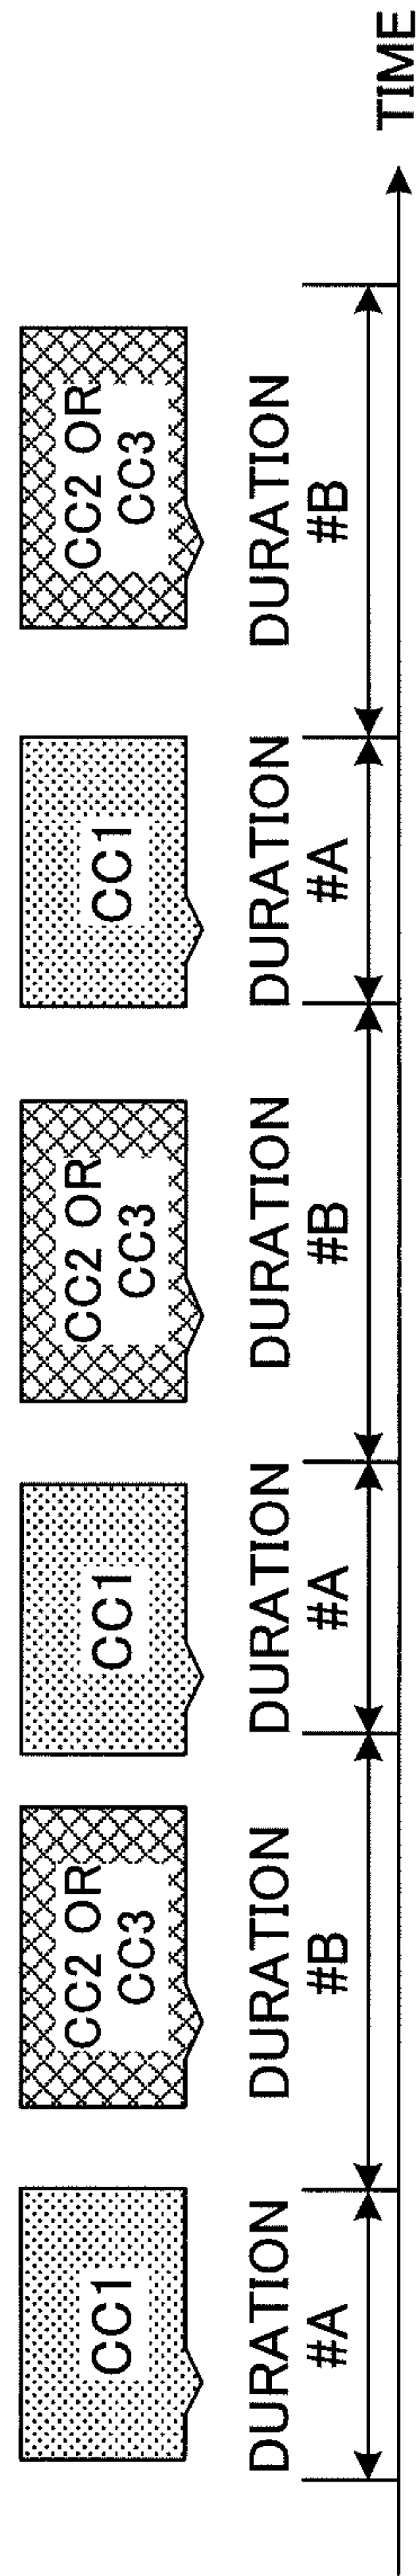 CC1
CC2 OR
CC3
CC1
CC2 OR
CC3
CC1
CC2 OR
CC3
DURATION
#A
DURATION
#B
DURATION
#A
DURATION
#B
DURATION
#A
DURATION
#B
TIME